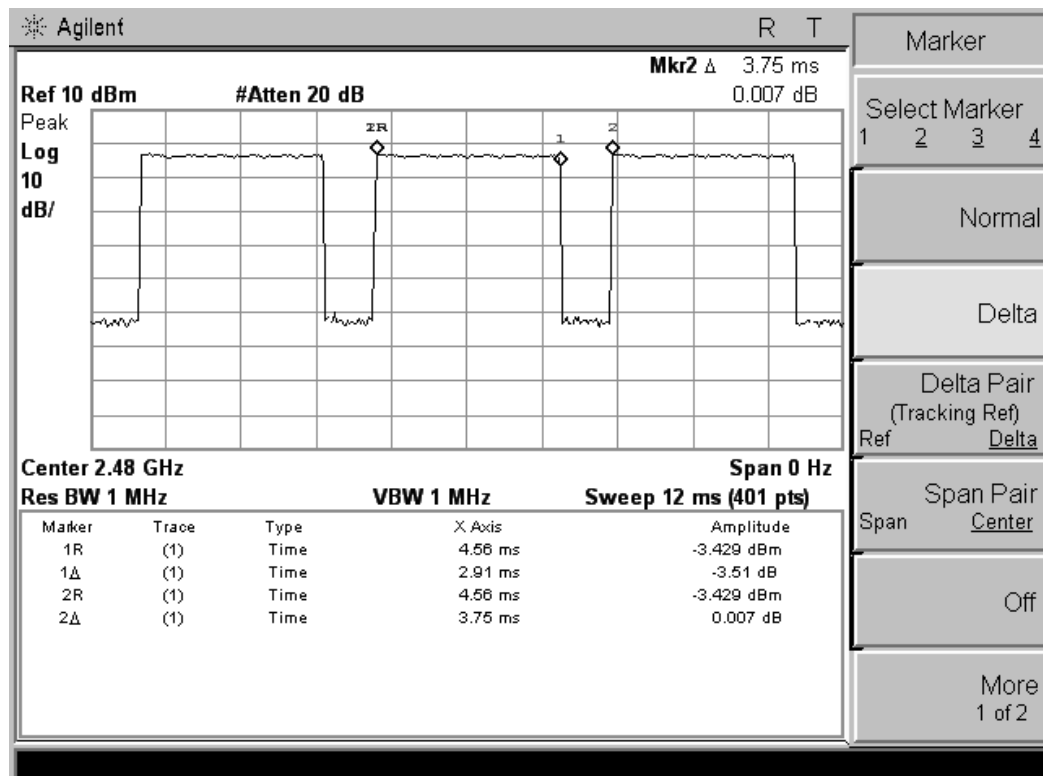 Agilent R T
Mkr2 Δ 3.75 ms
Ref 10 dBm #Atten 20 dB 0.007 dB
Peak
Log
10
dB/
2R
1
2
Center 2.48 GHz Span 0 Hz
Res BW 1 MHz VBW 1 MHz Sweep 12 ms (401 pts)
Marker Trace Type X Axis Amplitude
1R (1) Time 4.56 ms -3.429 dBm
1Δ (1) Time 2.91 ms -3.51 dB
2R (1) Time 4.56 ms -3.429 dBm
2Δ (1) Time 3.75 ms 0.007 dB
Marker
Select Marker
1 2 3 4
Normal
Delta
Delta Pair
(Tracking Ref)
Ref Delta
Span Pair
Span Center
Off
More
1 of 2